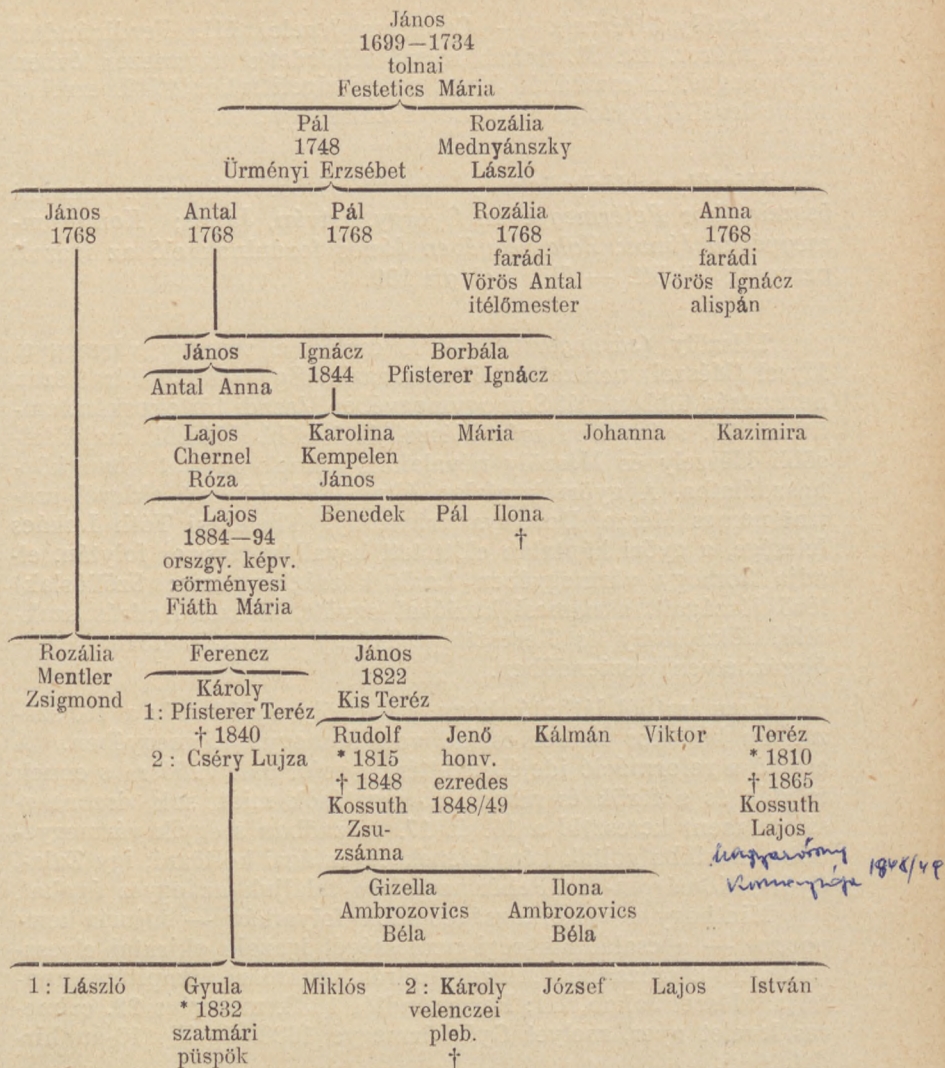 János
1699—1734
tolnai
Festetics Mária
Pál Rozália
1748 Mednyánszky
Ürményi Erzsébet László
János Antal Pál Rozália Anna
1768 1768 1768 1768 1768
farádi farádi
Vörös Antal Vörös Ignácz
itélőmester alispán
János Ignácz Borbála
Antal Anna 1844 Pfisterer Ignácz
Lajos Karolina Mária Johanna Kazimira
Chernel Kempelen
Róza János
Lajos Benedek Pál Ilona
1884—94 †
orszgy. képv.
eörményesi
Fiáth Mária
Rozália Ferencz János
Mentler 1822
Zsigmond Károly Kis Teréz
1: Pfisterer Teréz
† 1840 Rudolf Jenő Kálmán Viktor Teréz
2 : Cséry Lujza * 1815 honv. * 1810
† 1848 ezredes † 1865
Kossuth 1848/49 Kossuth
Zsu- Lajos
zsánna
1848/49
Gizella Ilona
Ambrozovics Ambrozovics
Béla Béla
1 : László Gyula Miklós 2 : Károly József Lajos István
* 1832 velenczei
szatmári pleb.
püspök †